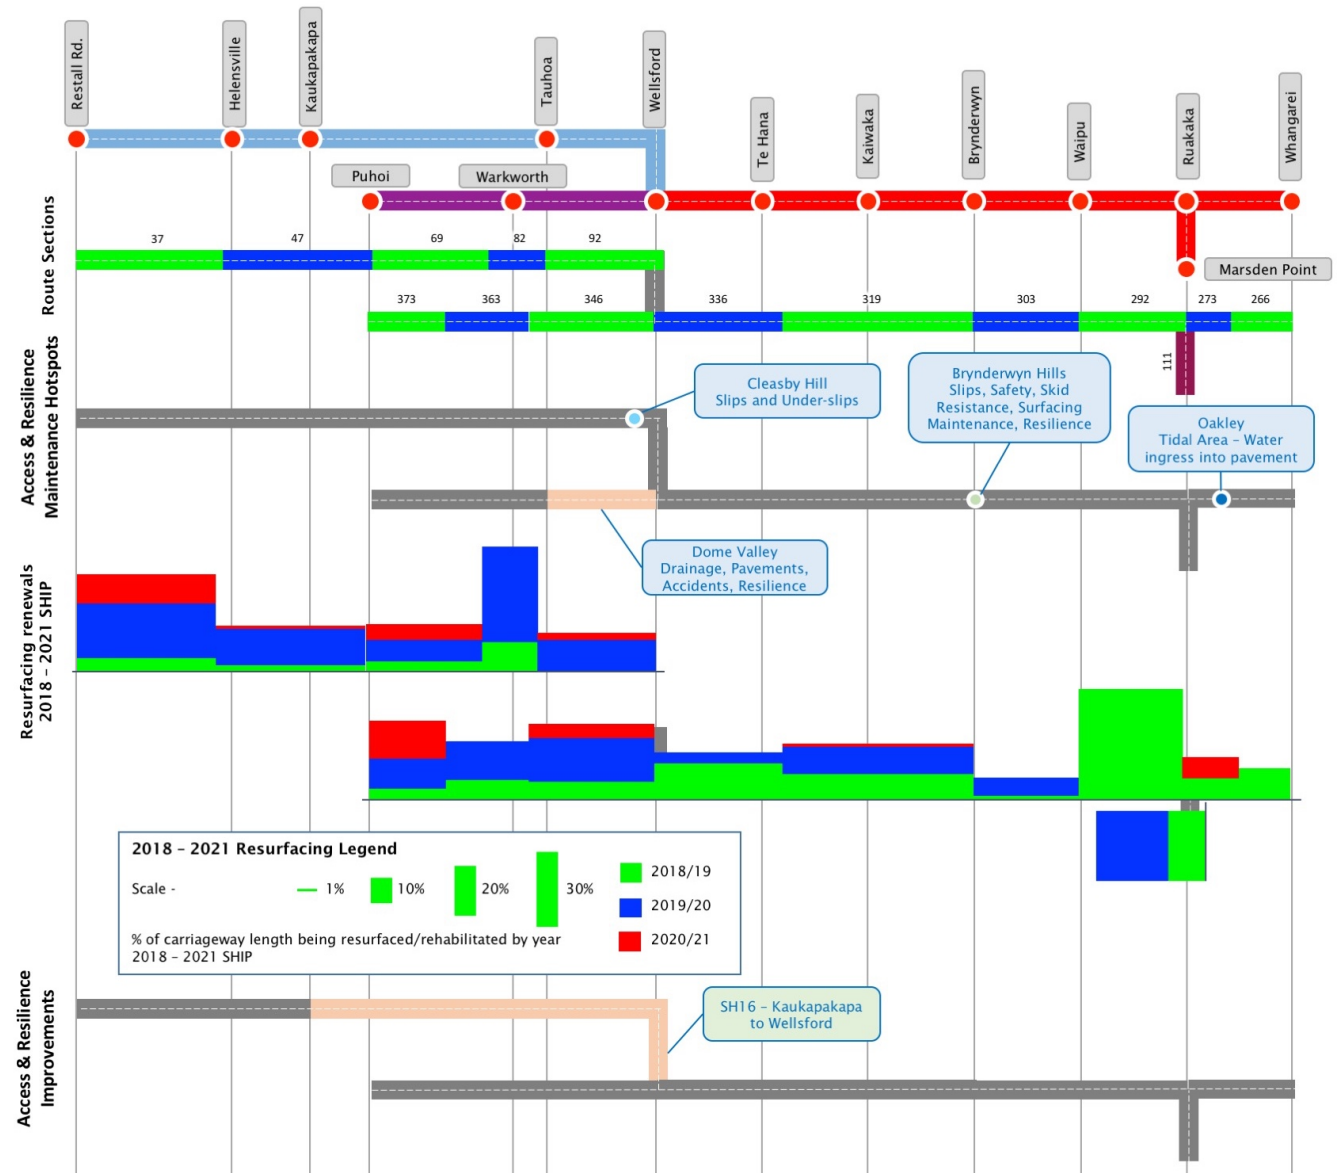 Restall Rd.
Helensville
Kaukapakapa
Tauhoa
Wellsford
Te Hana
Kaiwaka
Brynderwyn
Waipu
Ruakaka
Whangarei
Puhoi
Warkworth
Marsden Point
Route Sections
37
47
69
82
92
373
363
346
336
319
303
292
273
266
111
Access & Resilience
Maintenance Hotspots
Cleasby Hill
Slips and Under-slips
Brynderwyn Hills
Slips, Safety, Skid
Resistance, Surfacing
Maintenance, Resilience
Oakley
Tidal Area – Water
ingress into pavement
Dome Valley
Drainage, Pavements,
Accidents, Resilience
Resurfacing renewals
2018 – 2021 SHIP
2018 – 2021 Resurfacing Legend
Scale -
1%
10%
20%
30%
2018/19
2019/20
2020/21
% of carriageway length being resurfaced/rehabilitated by year
2018 – 2021 SHIP
Access & Resilience
Improvements
SH16 – Kaukapakapa
to Wellsford